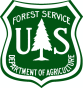 FOREST SERVICE
U S
DEPARTMENT OF AGRICULTURE